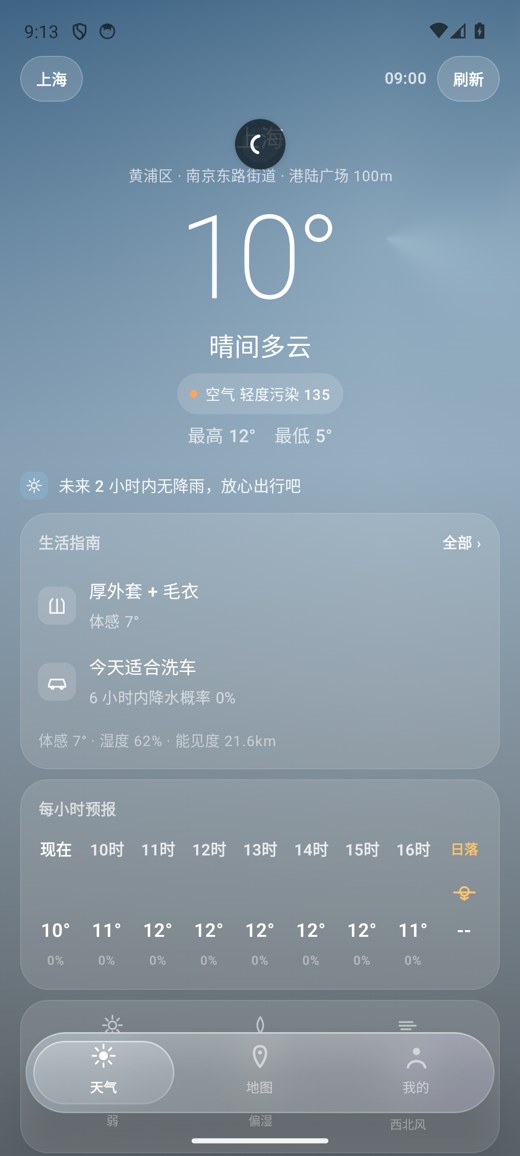 9:13
上海
09:00
刷新
上海
黄浦区 · 南京东路街道 · 港陆广场 100m
10°
晴间多云
空气 轻度污染 135
最高 12° 最低 5°
未来 2 小时内无降雨，放心出行吧
生活指南
全部 ›
厚外套 + 毛衣
体感 7°
今天适合洗车
6 小时内降水概率 0%
体感 7° · 湿度 62% · 能见度 21.6km
每小时预报
现在 10时 11时 12时 13时 14时 15时 16时 日落
10° 11° 12° 12° 12° 12° 12° 11° --
0% 0% 0% 0% 0% 0% 0% 0%
天气 地图 我的
弱 偏湿 西北风